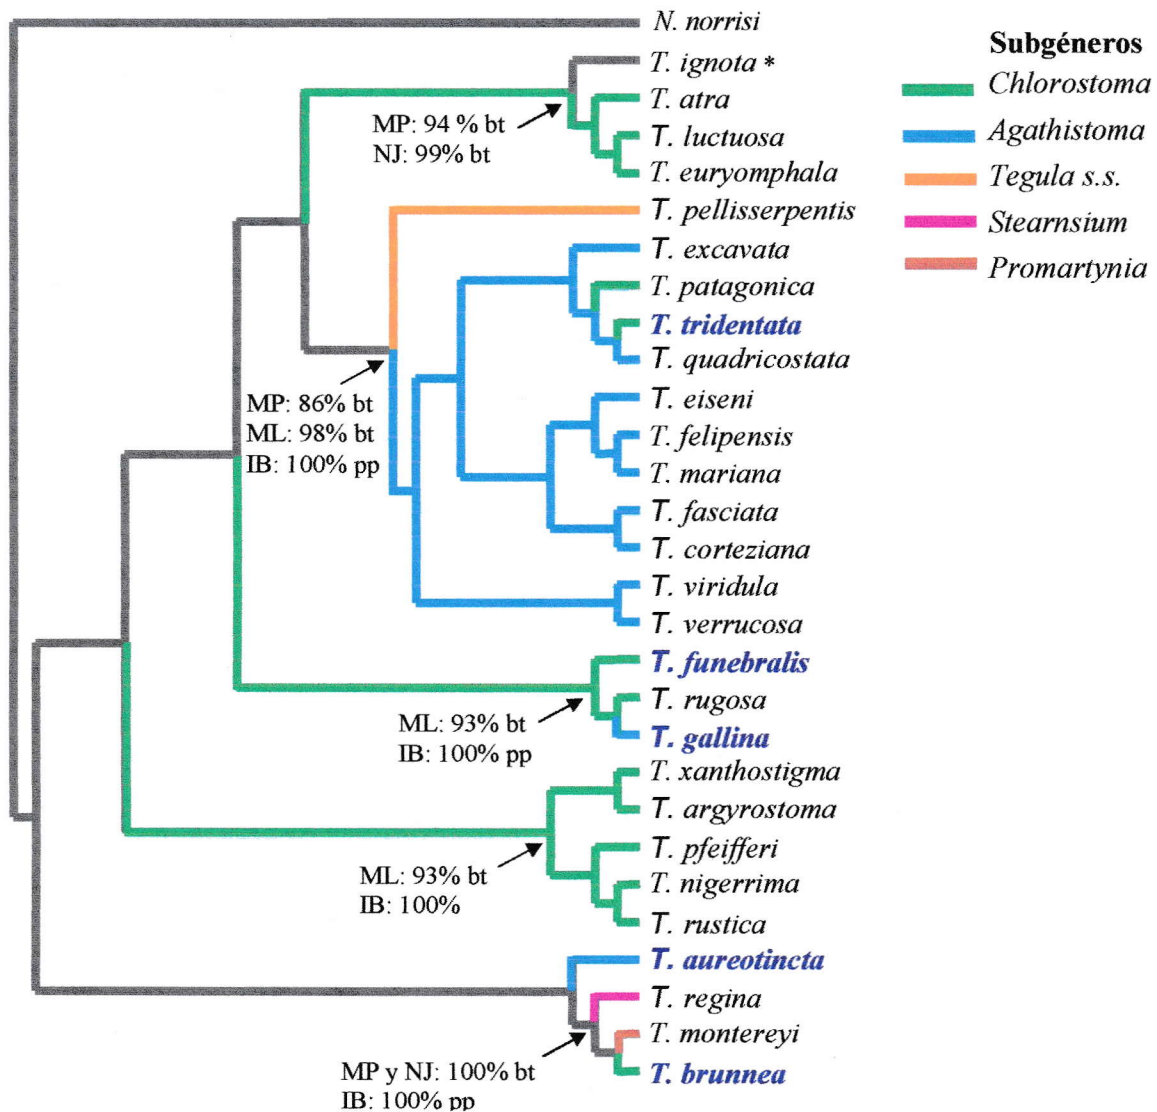 N. norrisi
T. ignota *
T. atra
T. luctuosa
T. euryomphala
T. pellisserpentis
T. excavata
T. patagonica
T. tridentata
T. quadricostata
T. eiseni
T. felipensis
T. mariana
T. fasciata
T. corteziana
T. viridula
T. verrucosa
T. funebralis
T. rugosa
T. gallina
T. xanthostigma
T. argyrostoma
T. pfeifferi
T. nigerrima
T. rustica
T. aureotincta
T. regina
T. montereyi
T. brunnea
MP: 94 % bt
NJ: 99% bt
MP: 86% bt
ML: 98% bt
IB: 100% pp
ML: 93% bt
IB: 100% pp
ML: 93% bt
IB: 100%
MP y NJ: 100% bt
IB: 100% pp
Subgéneros
Chlorostoma
Agathistoma
Tegula s.s.
Stearnsium
Promartynia